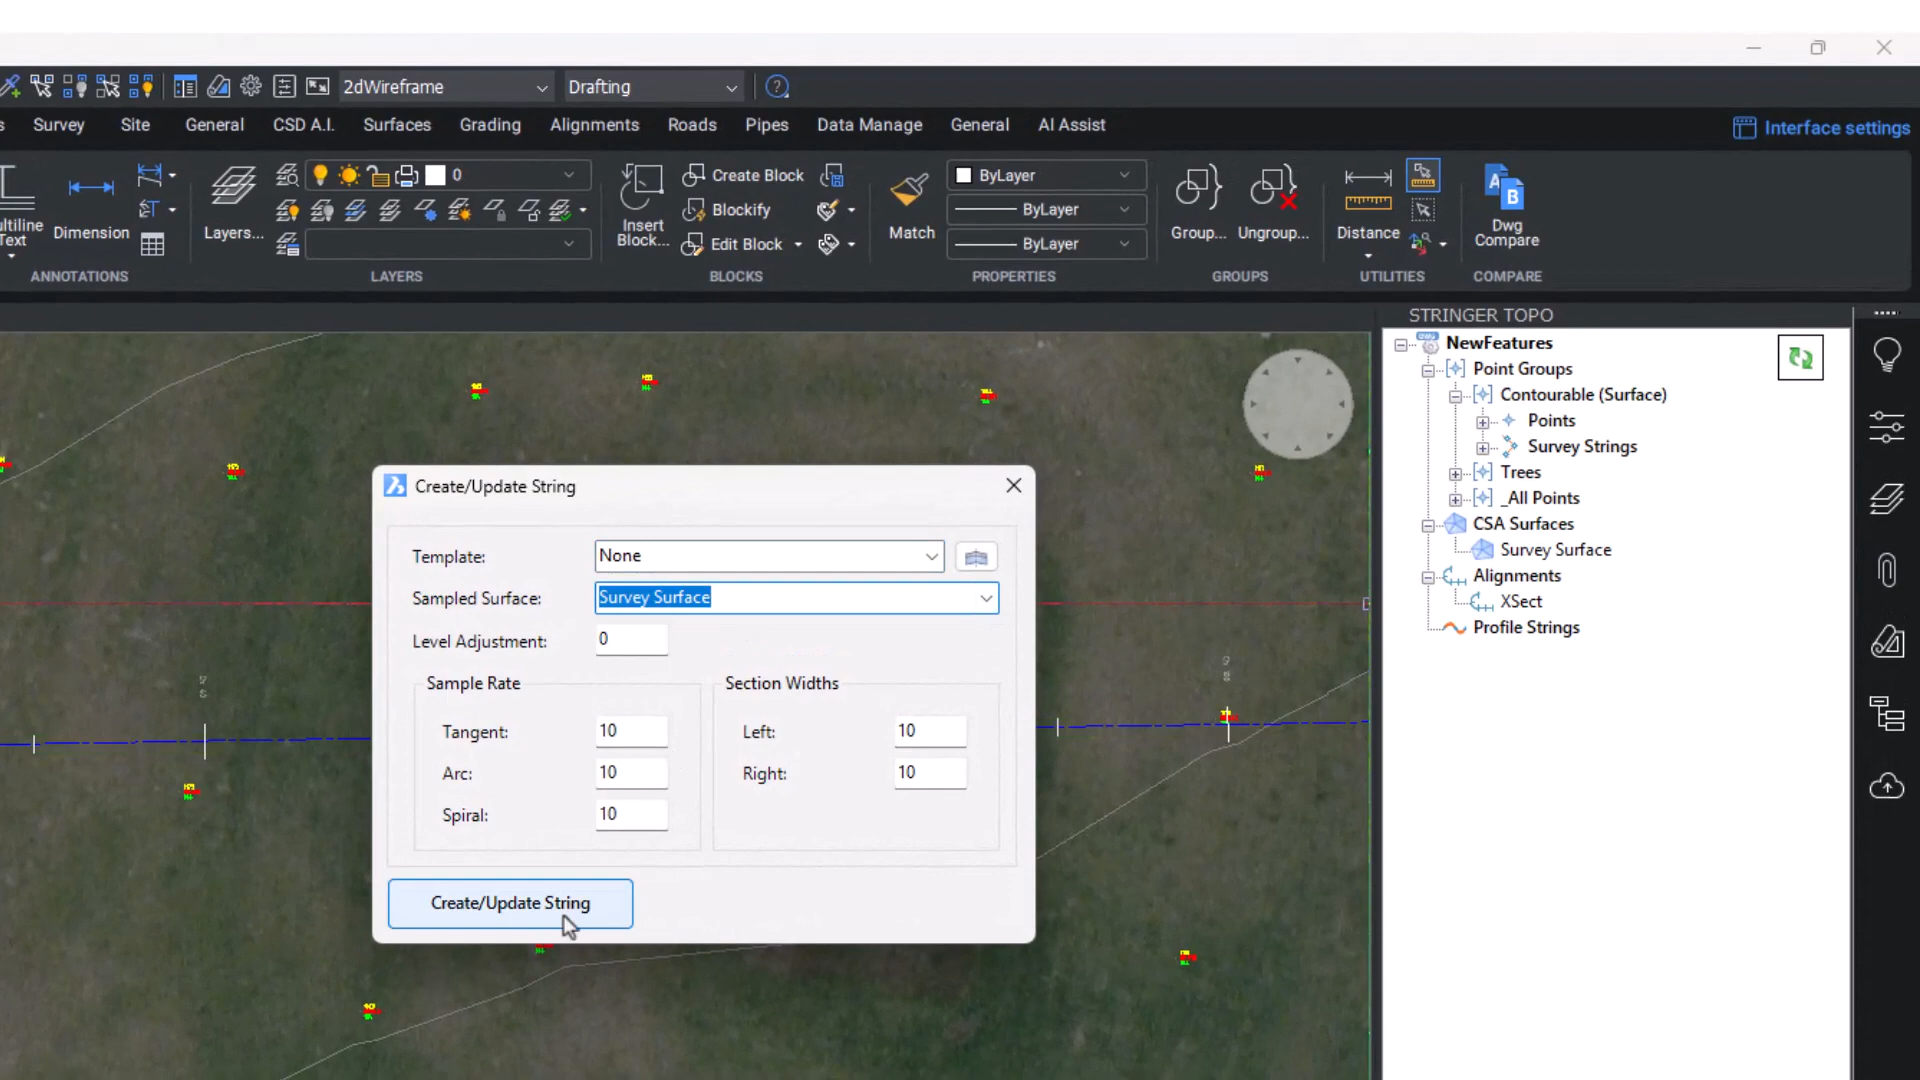 2dWireframe
Drafting
Survey
Site
General
CSD A.I.
Surfaces
Grading
Alignments
Roads
Pipes
Data Manage
General
AI Assist
Interface settings
Text
Dimension
ANNOTATIONS
Layers...
0
LAYERS
Insert
Block...
Create Block
Blockify
Edit Block
BLOCKS
Match
ByLayer
ByLayer
ByLayer
PROPERTIES
Group...
Ungroup...
GROUPS
Distance
UTILITIES
Dwg
Compare
COMPARE
STRINGER TOPO
NewFeatures
Point Groups
Contourable (Surface)
Points
Survey Strings
Trees
_All Points
CSA Surfaces
Survey Surface
Alignments
XSect
Profile Strings
Create/Update String
Template:
None
Sampled Surface:
Survey Surface
Level Adjustment:
0
Sample Rate
Tangent:
10
Arc:
10
Spiral:
10
Section Widths
Left:
10
Right:
10
Create/Update String